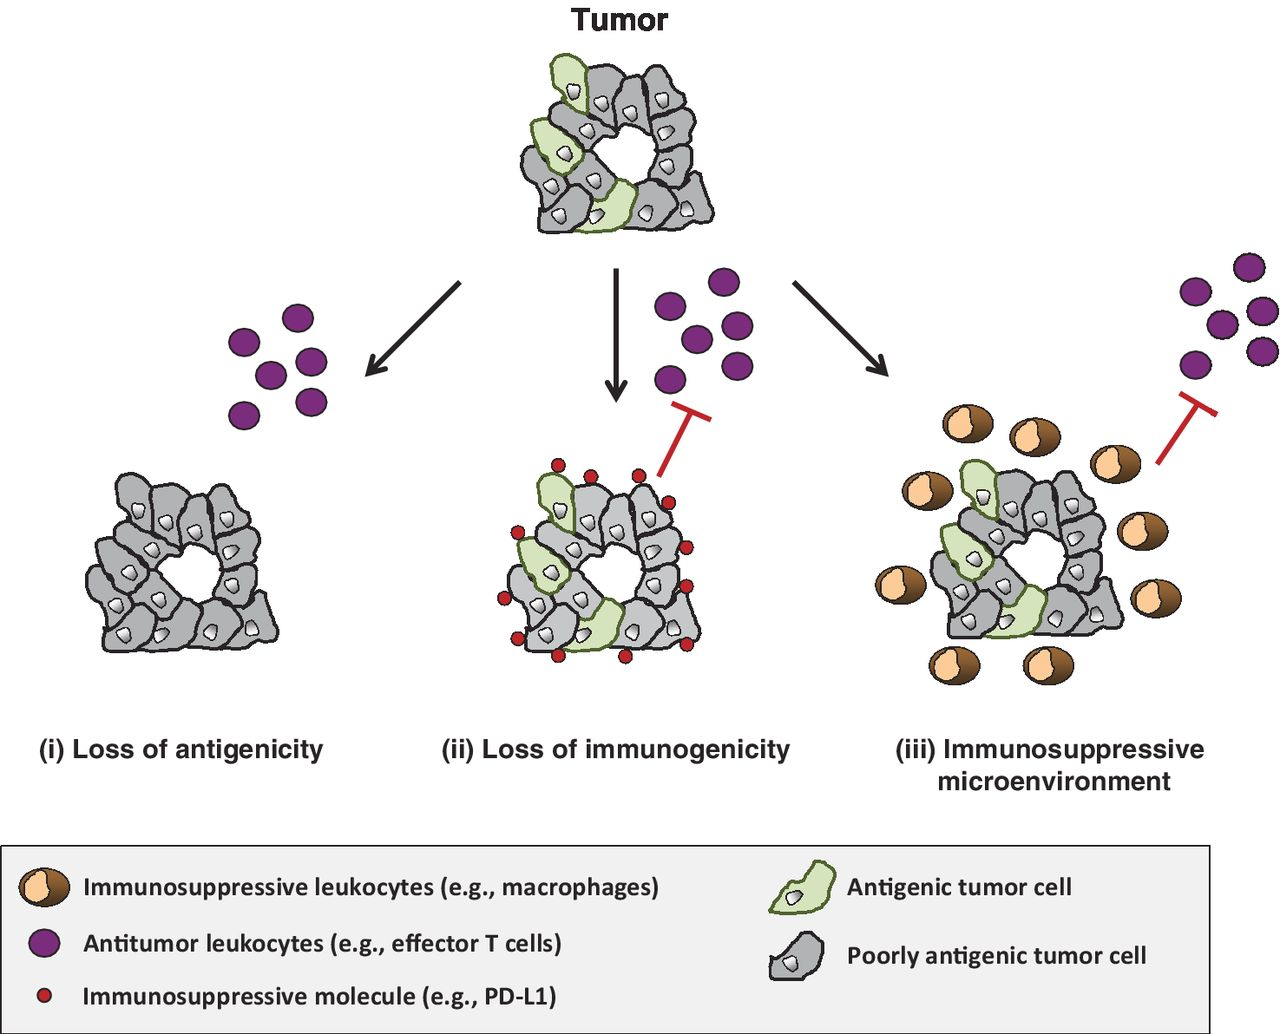 Tumor
(i) Loss of antigenicity
(ii) Loss of immunogenicity
(iii) Immunosuppressive
microenvironment
Immunosuppressive leukocytes (e.g., macrophages)
Antitumor leukocytes (e.g., effector T cells)
Immunosuppressive molecule (e.g., PD-L1)
Antigenic tumor cell
Poorly antigenic tumor cell